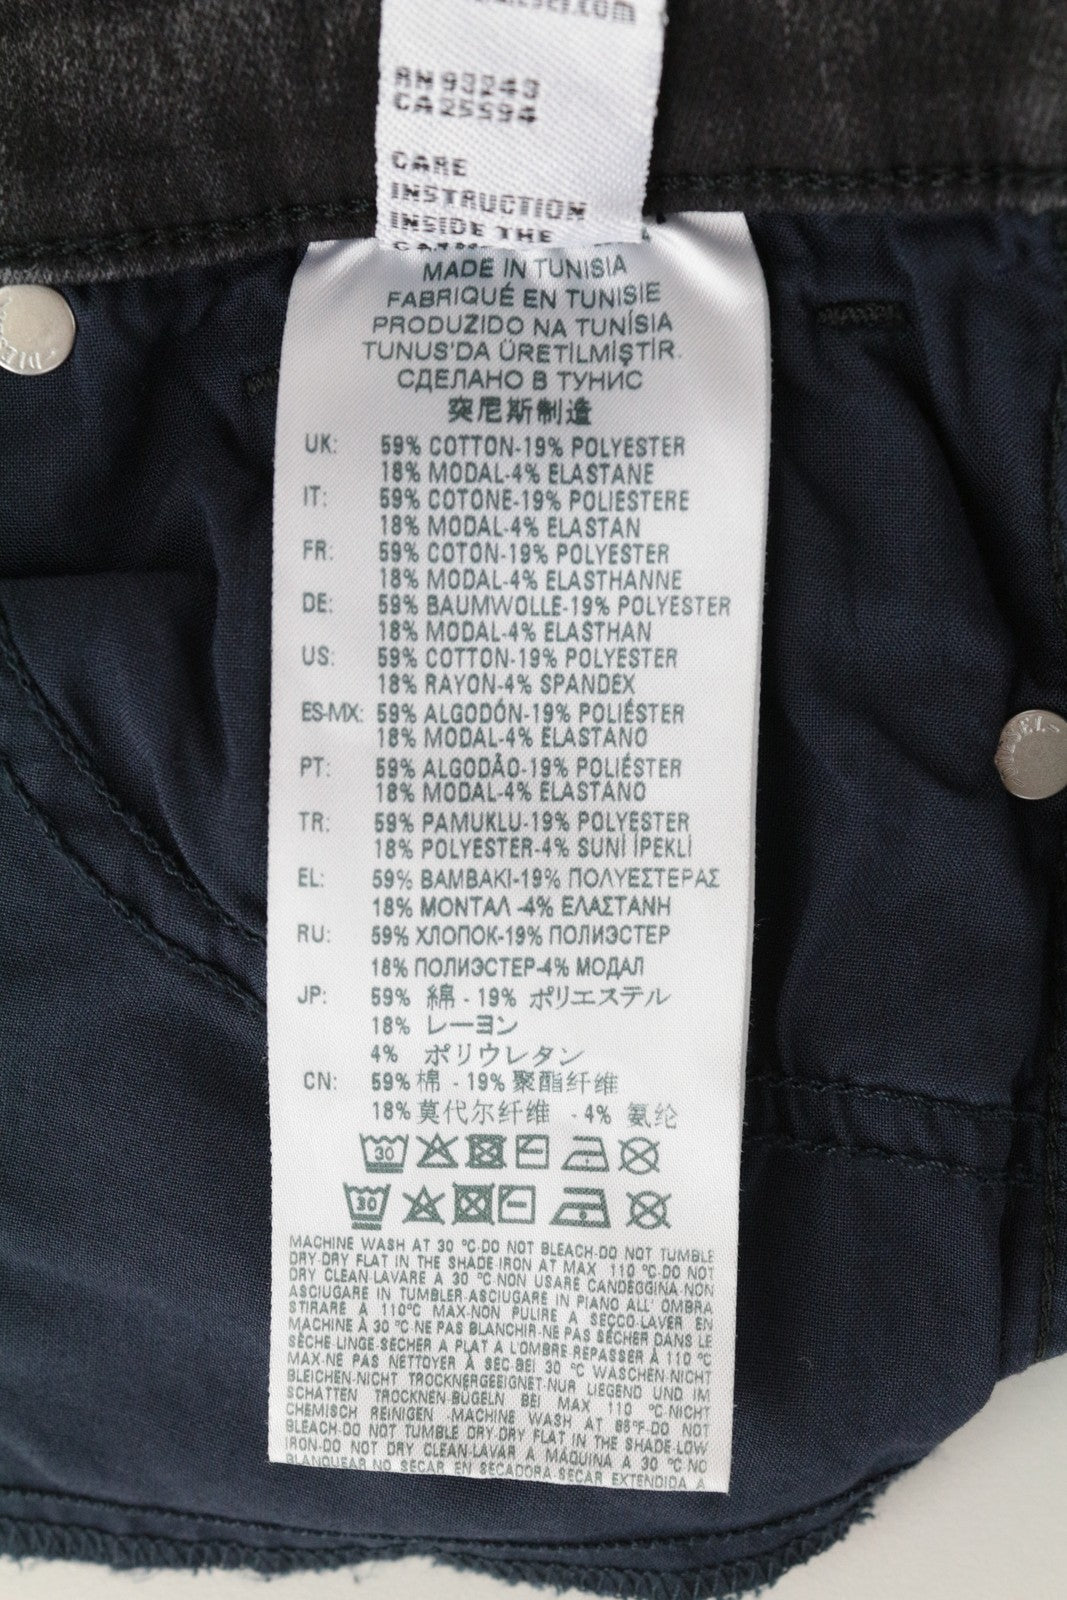 RN 93243
CA 25594
CARE
INSTRUCTION
INSIDE THE
MADE IN TUNISIA
FABRIQUÉ EN TUNISIE
PRODUZIDO NA TUNÍSIA
TUNUS'DA ÜRETILMIŞTIR.
СДЕЛАНО В ТУНИС
突尼斯制造
UK: 59% COTTON-19% POLYESTER
18% MODAL-4% ELASTANE
IT: 59% COTONE-19% POLIESTERE
18% MODAL-4% ELASTAN
FR: 59% COTON-19% POLYESTER
18% MODAL-4% ELASTHANNE
DE: 59% BAUMWOLLE-19% POLYESTER
18% MODAL-4% ELASTHAN
US: 59% COTTON-19% POLYESTER
18% RAYON-4% SPANDEX
ES-MX: 59% ALGODÓN-19% POLIÉSTER
18% MODAL-4% ELASTANO
PT: 59% ALGODÃO-19% POLIÉSTER
18% MODAL-4% ELASTANO
TR: 59% PAMUKLU-19% POLYESTER
18% POLYESTER-4% SUNİ İPEKLİ
EL: 59% ΒΑΜΒΑΚΙ-19% ΠΟΛΥΕΣΤΕΡΑΣ
18% ΜΟΝΤΑΛ -4% ΕΛΑΣΤΑΝΗ
RU: 59% ХЛОПОК-19% ПОЛИЭСТЕР
18% ПОЛИЭСТЕР-4% МОДАЛ
JP: 59% 綿 - 19% ポリエステル
18% レーヨン
4% ポリウレタン
CN: 59% 棉 - 19% 聚酯纤维
18% 莫代尔纤维 - 4% 氨纶
30
30
MACHINE WASH AT 30 °C-DO NOT BLEACH-DO NOT TUMBLE
DRY-DRY FLAT IN THE SHADE-IRON AT MAX 110 °C-DO NOT
DRY CLEAN-LAVARE A 30 °C-NON USARE CANDEGGINA-NON
ASCIUGARE IN TUMBLER-ASCIUGARE IN PIANO ALL' OMBRA
STIRARE A 110°C MAX-NON PULIRE A SECCO-LAVER EN
MACHINE À 30 °C-NE PAS BLANCHIR-NE PAS SÉCHER DANS LE
SÈCHE-LINGE-SÉCHER A PLAT A L'OMBRE-REPASSER À 110 °C
MAX-NE PAS NETTOYER À SEC-BEI 30 °C WASCHEN-NICHT
BLEICHEN-NICHT TROCKNERGEEIGNET-NUR LIEGEND UND IM
SCHATTEN TROCKNEN-BÜGELN BEI MAX 110 °C-NICHT
CHEMISCH REINIGEN -MACHINE WASH AT 86°F-DO NOT
BLEACH-DO NOT TUMBLE DRY-DRY FLAT IN THE SHADE-LOW
IRON-DO NOT DRY CLEAN-LAVAR A MÁQUINA A 30 °C NO
BLANQUEAR NO SECAR EN SECADORA-SECAR EXTENDIDA A